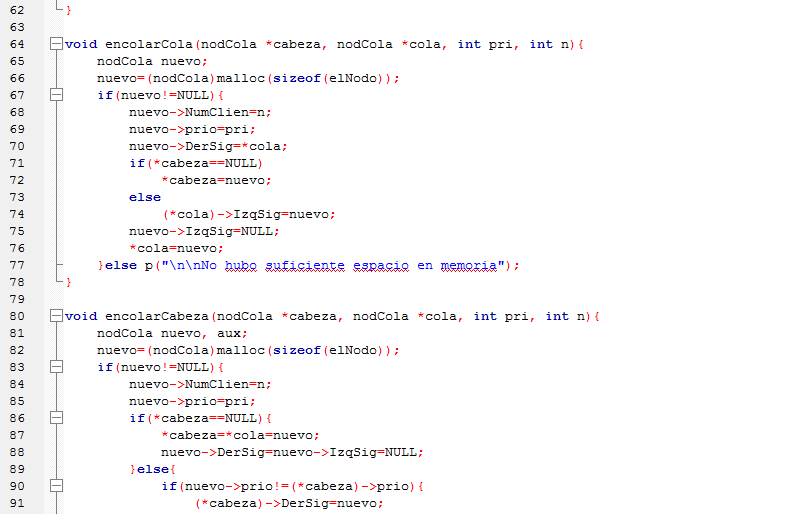 62 }
63
64 void encolarCola(nodCola *cabeza, nodCola *cola, int pri, int n){
65 nodCola nuevo;
66 nuevo=(nodCola)malloc(sizeof(elNodo));
67 if(nuevo!=NULL){
68 nuevo->NumClien=n;
69 nuevo->prio=pri;
70 nuevo->DerSig=*cola;
71 if(*cabeza==NULL)
72 *cabeza=nuevo;
73 else
74 (*cola)->IzqSig=nuevo;
75 nuevo->IzqSig=NULL;
76 *cola=nuevo;
77 }else p("\n\nNo hubo suficiente espacio en memoria");
78 }
79
80 void encolarCabeza(nodCola *cabeza, nodCola *cola, int pri, int n){
81 nodCola nuevo, aux;
82 nuevo=(nodCola)malloc(sizeof(elNodo));
83 if(nuevo!=NULL){
84 nuevo->NumClien=n;
85 nuevo->prio=pri;
86 if(*cabeza==NULL){
87 *cabeza=*cola=nuevo;
88 nuevo->DerSig=nuevo->IzqSig=NULL;
89 }else{
90 if(nuevo->prio!=(*cabeza)->prio){
91 (*cabeza)->DerSig=nuevo;